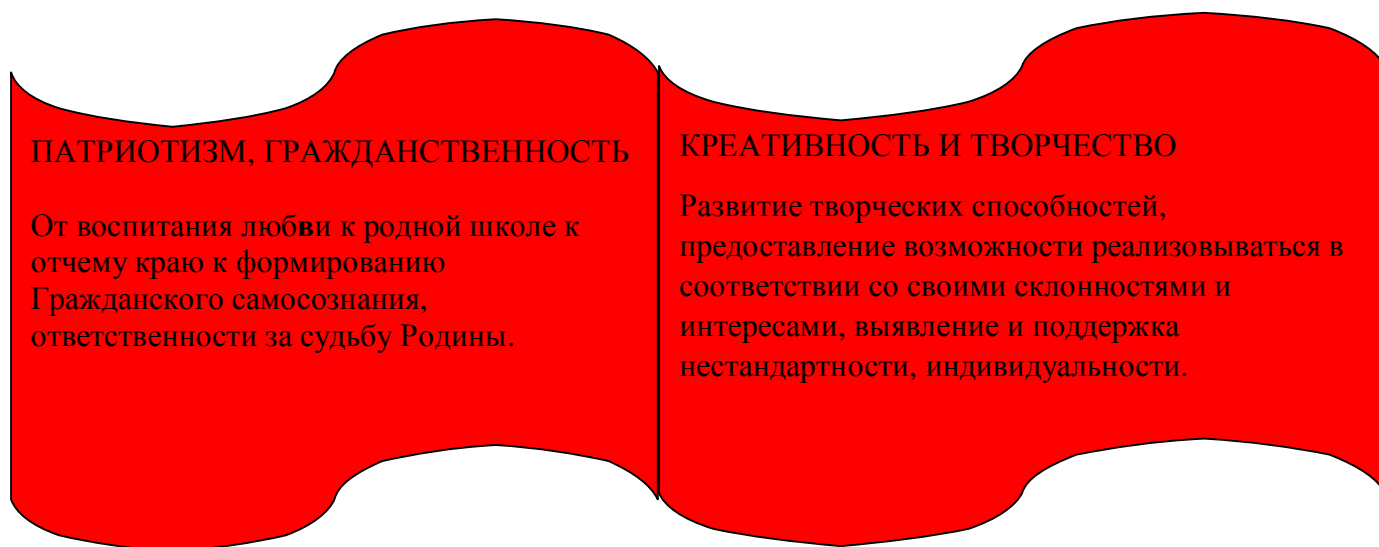 ПАТРИОТИЗМ, ГРАЖДАНСТВЕННОСТЬ
От воспитания любви к родной школе к
отчему краю к формированию
Гражданского самосознания,
ответственности за судьбу Родины.
КРЕАТИВНОСТЬ И ТВОРЧЕСТВО
Развитие творческих способностей,
предоставление возможности реализовываться в
соответствии со своими склонностями и
интересами, выявление и поддержка
нестандартности, индивидуальности.